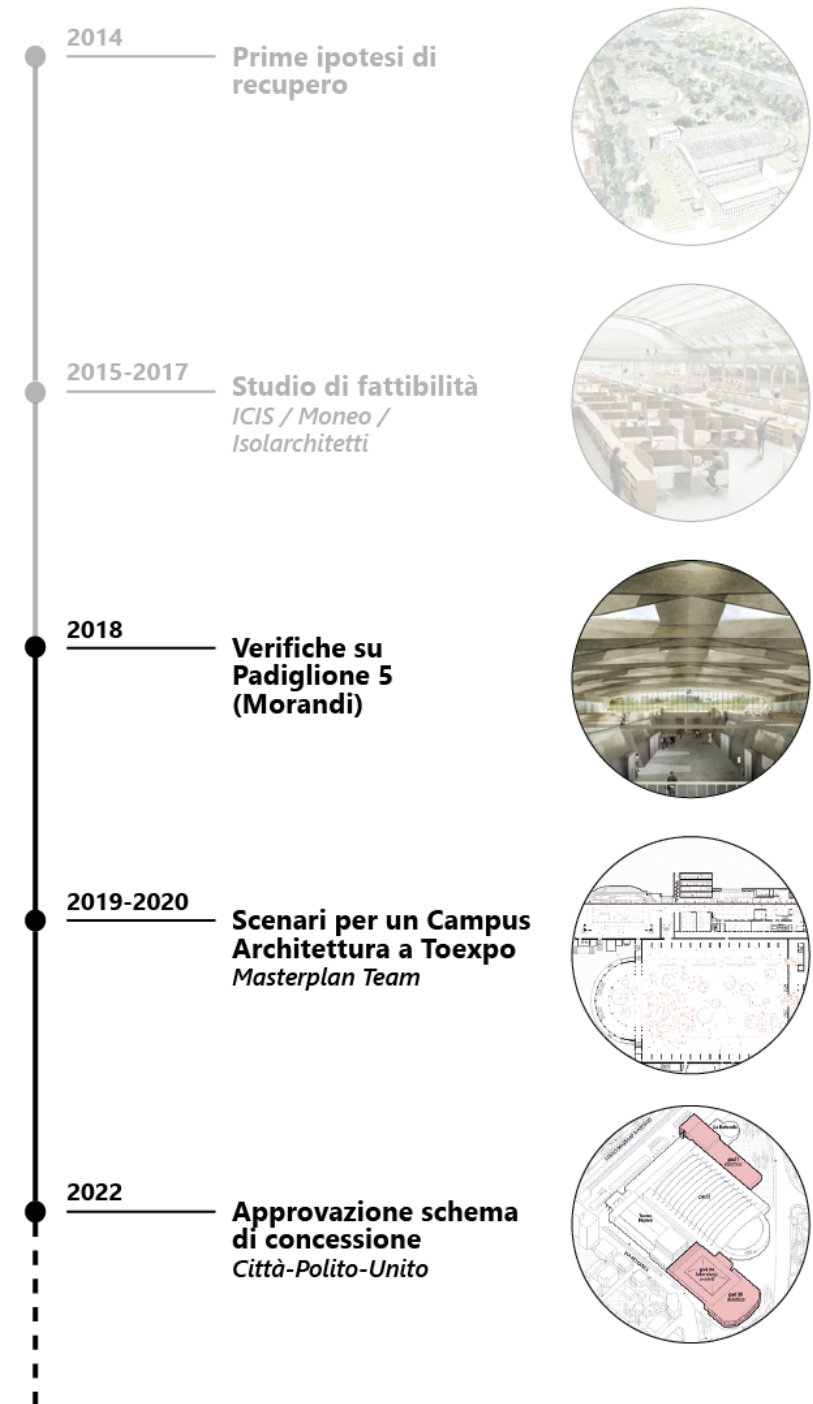 2014
Prime ipotesi di
recupero
2015-2017
Studio di fattibilità
ICIS / Moneo /
Isolarchitetti
2018
Verifiche su
Padiglione 5
(Morandi)
2019-2020
Scenari per un Campus
Architettura a Toexpo
Masterplan Team
2022
Approvazione schema
di concessione
Città-Polito-Unito